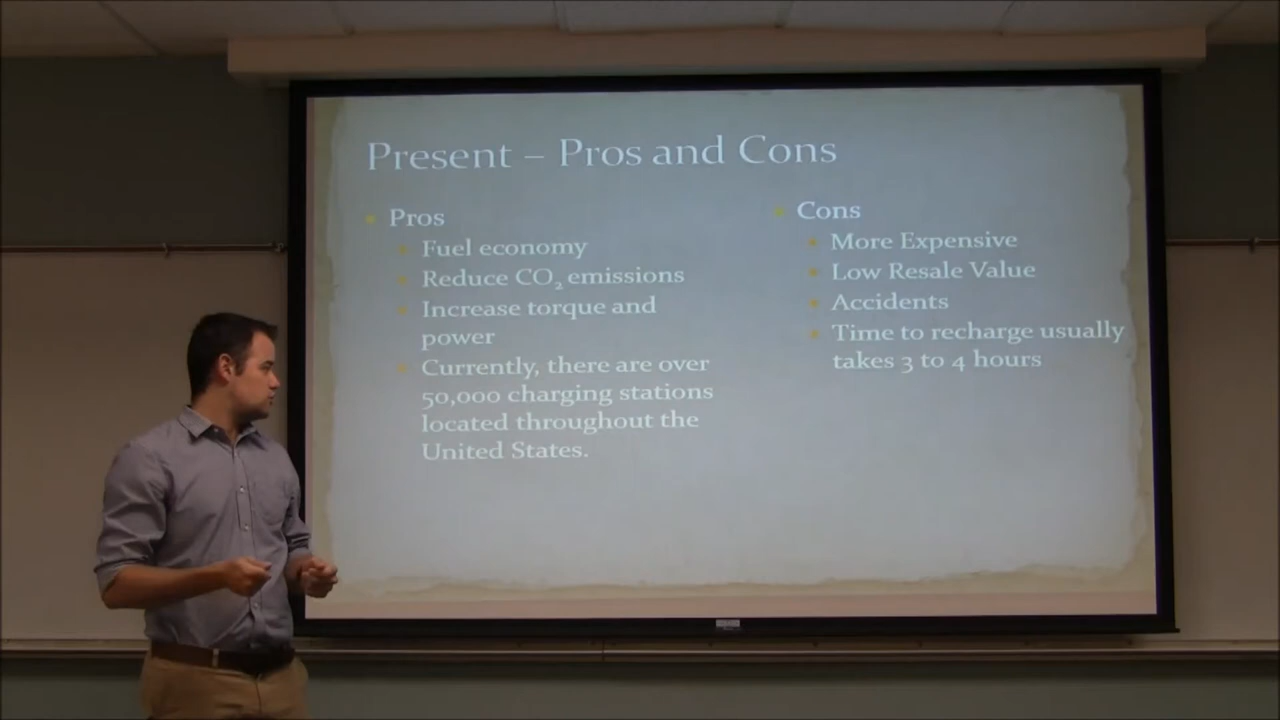 Present – Pros and Cons
Pros
Fuel economy
Reduce CO₂ emissions
Increase torque and
power
Currently, there are over
50,000 charging stations
located throughout the
United States.
Cons
More Expensive
Low Resale Value
Accidents
Time to recharge usually
takes 3 to 4 hours